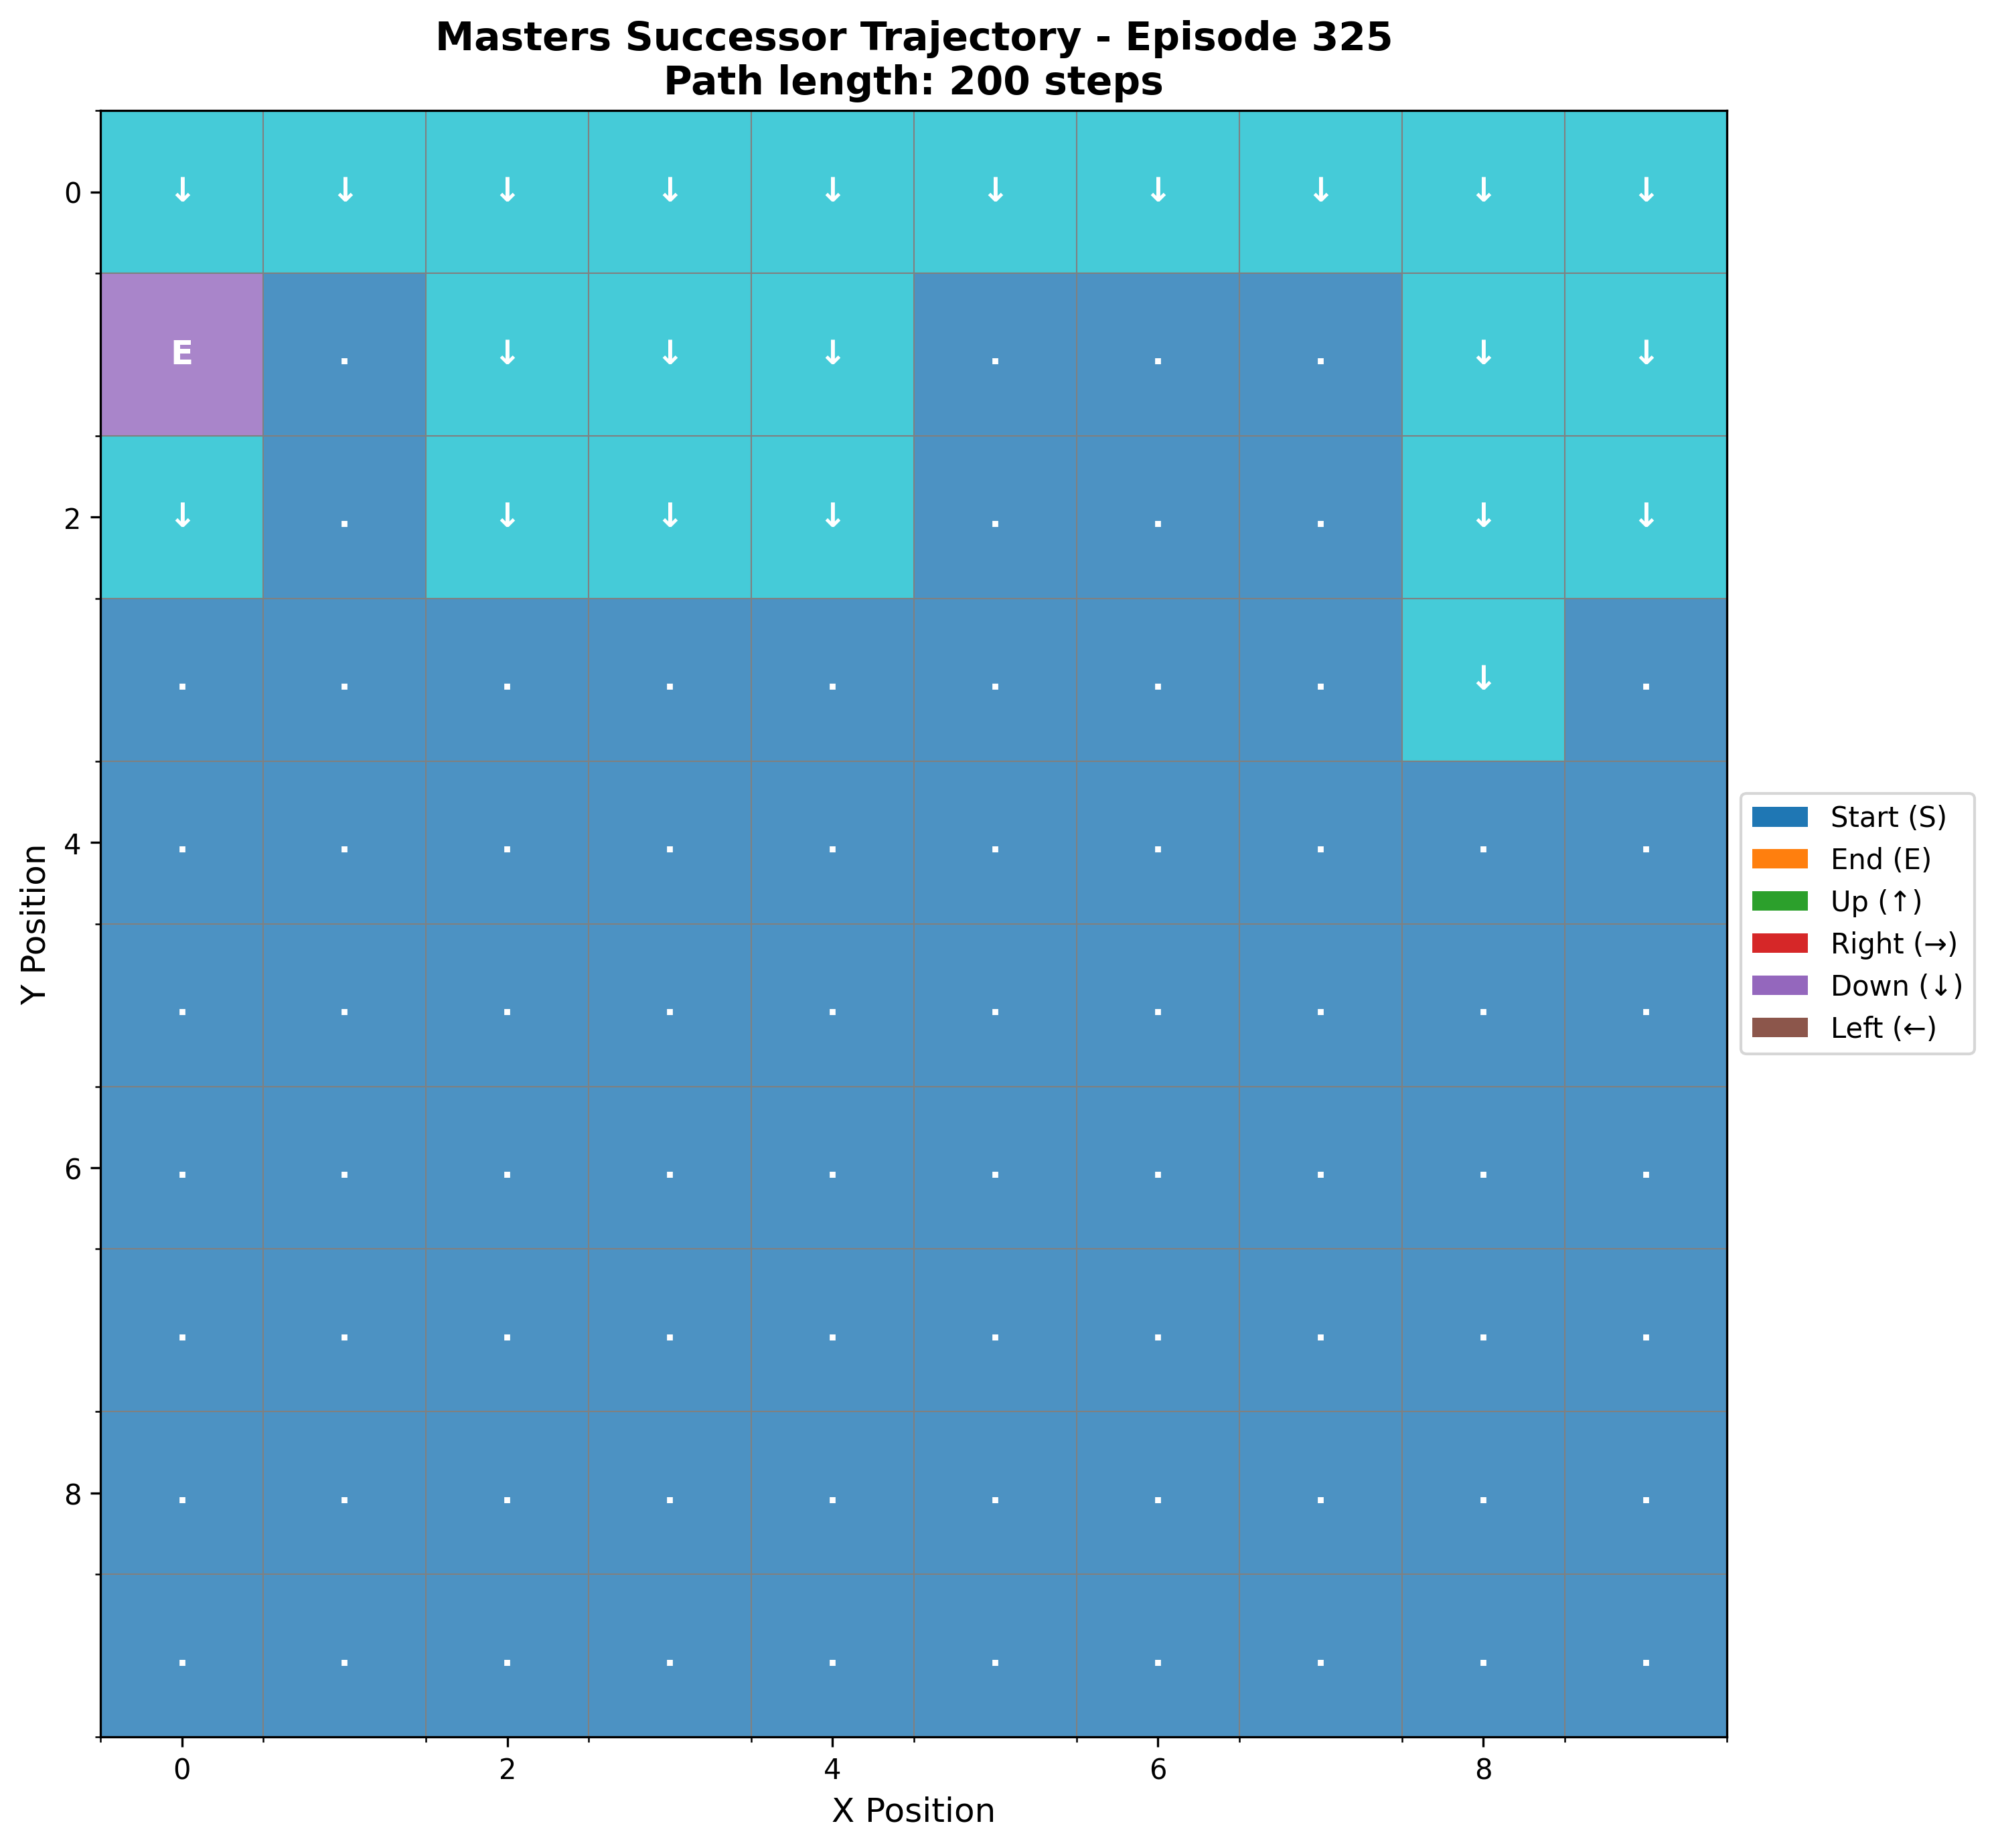 Masters Successor Trajectory - Episode 325
Path length: 200 steps
0 ↓ ↓ ↓ ↓ ↓ ↓ ↓ ↓ ↓ ↓
E . ↓ ↓ ↓ . . . ↓ ↓
2 ↓ . ↓ ↓ ↓ . . . ↓ ↓
. . . . . . . . ↓ .
4 . . . . . . . . . .
. . . . . . . . . .
6 . . . . . . . . . .
. . . . . . . . . .
8 . . . . . . . . . .
. . . . . . . . . .
0 2 4 6 8
X Position
Y Position
Start (S)
End (E)
Up (↑)
Right (→)
Down (↓)
Left (←)